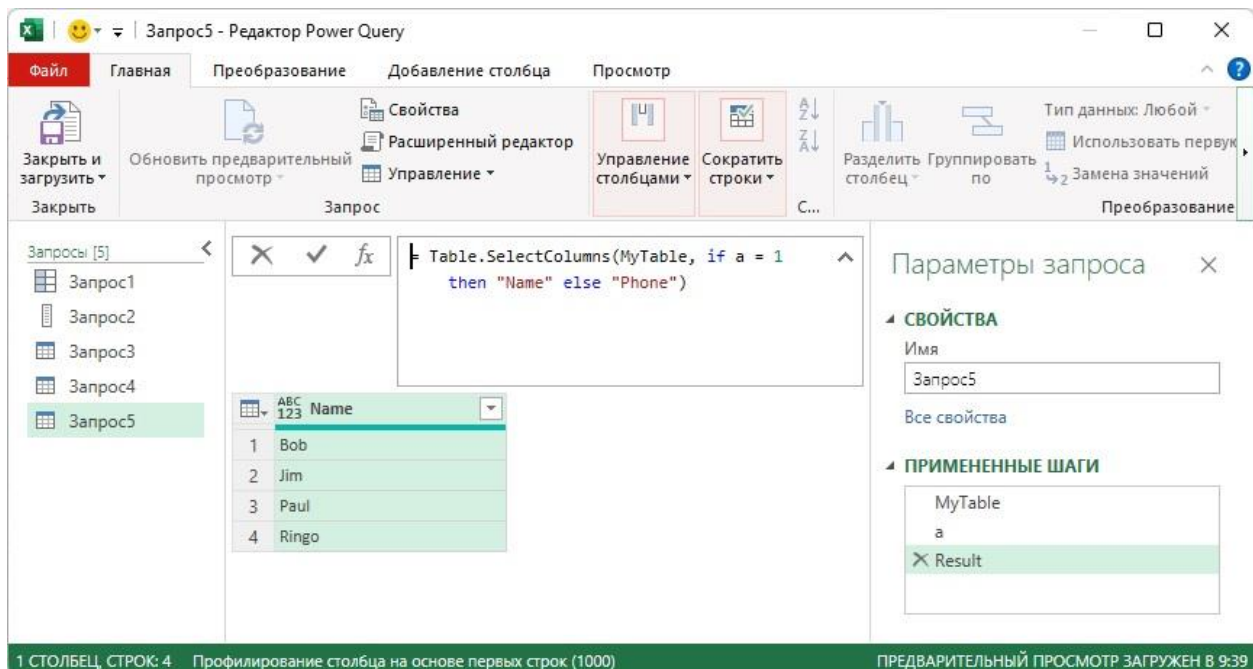 Запрос5 - Редактор Power Query
Файл Главная Преобразование Добавление столбца Просмотр
Закрыть и загрузить
Закрыть
Обновить предварительный просмотр
Свойства
Расширенный редактор
Управление
Запрос
Управление столбцами
Сократить строки
С...
Разделить столбец
Группировать по
Тип данных: Любой
Использовать первую
Замена значений
Преобразование
Запросы [5]
Запрос1
Запрос2
Запрос3
Запрос4
Запрос5
fx
= Table.SelectColumns(MyTable, if a = 1
then "Name" else "Phone")
ABC
123 Name
1 Bob
2 Jim
3 Paul
4 Ringo
Параметры запроса
СВОЙСТВА
Имя
Запрос5
Все свойства
ПРИМЕНЕННЫЕ ШАГИ
MyTable
a
Result
1 СТОЛБЕЦ, СТРОК: 4 Профилирование столбца на основе первых строк (1000)
ПРЕДВАРИТЕЛЬНЫЙ ПРОСМОТР ЗАГРУЖЕН В 9:39